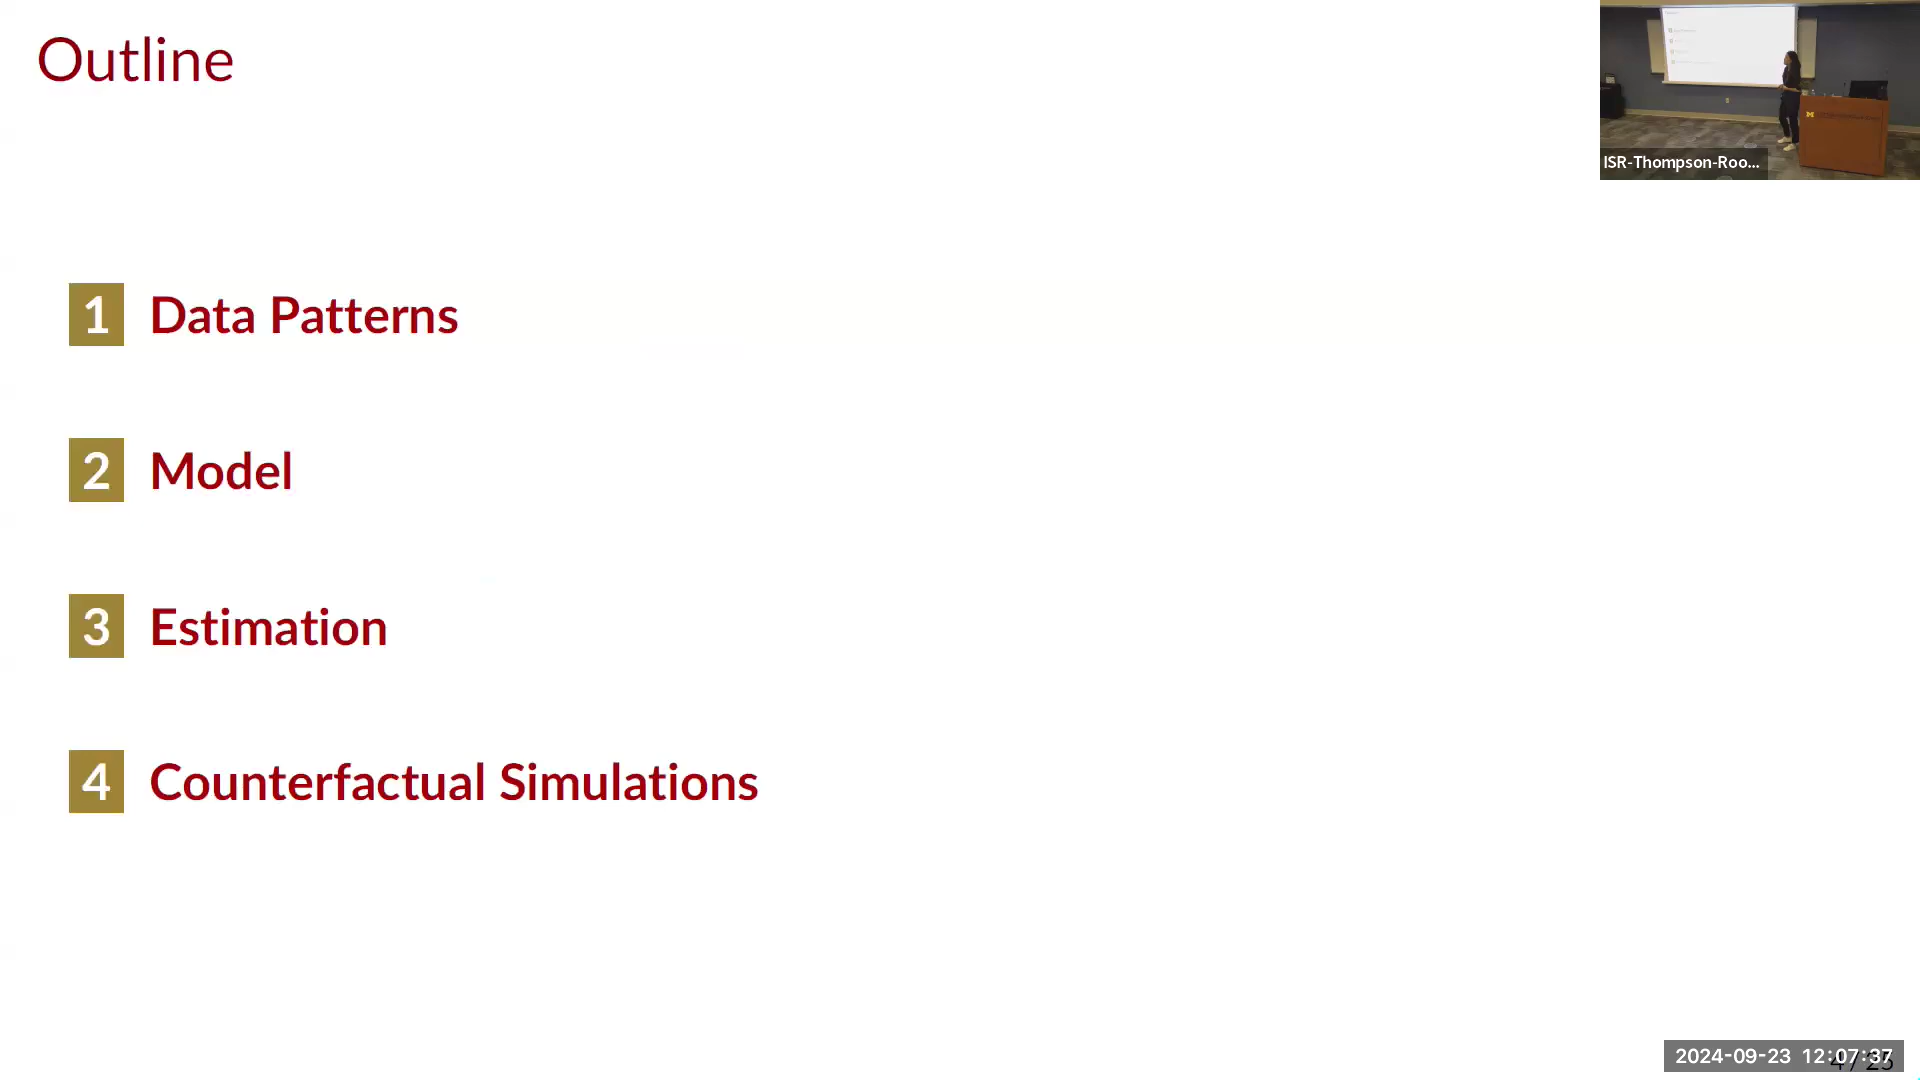 Outline
ISR-Thompson-Roo...
1 Data Patterns
2 Model
3 Estimation
4 Counterfactual Simulations
2024-09-23 12:07:37